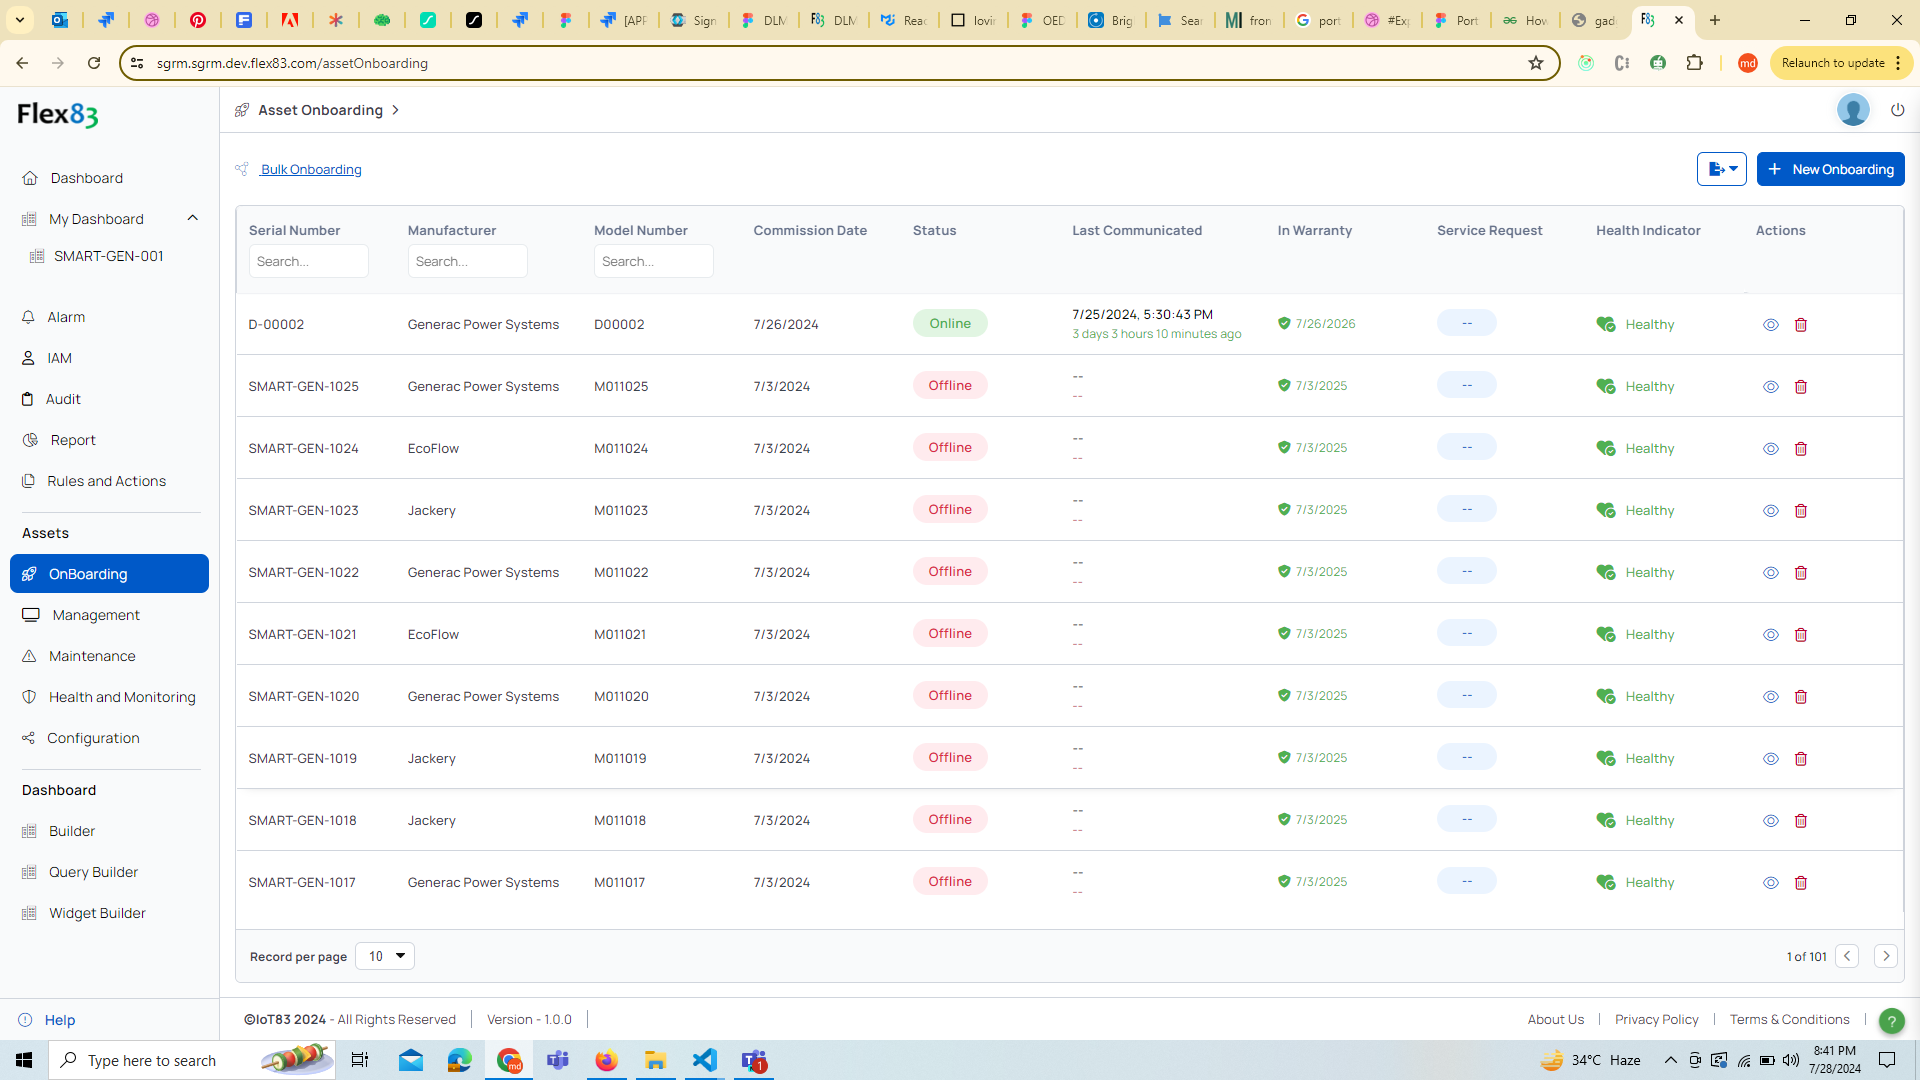 [APP
Sign
DLM
DLM
Reac
lovin
OED
Brig
Sear
fron
port
#Exp
Port
How
gad
sgrm.sgrm.dev.flex83.com/assetOnboarding
md
Relaunch to update
Flex83
Asset Onboarding
Dashboard
My Dashboard
SMART-GEN-001
Alarm
IAM
Audit
Report
Rules and Actions
Assets
OnBoarding
Management
Maintenance
Health and Monitoring
Configuration
Dashboard
Builder
Query Builder
Widget Builder
Help
Bulk Onboarding
+ New Onboarding
Serial Number Manufacturer Model Number Commission Date Status Last Communicated In Warranty Service Request Health Indicator Actions
Search... Search... Search...
D-00002 Generac Power Systems D00002 7/26/2024 Online 7/25/2024, 5:30:43 PM 7/26/2026 -- Healthy
3 days 3 hours 10 minutes ago
SMART-GEN-1025 Generac Power Systems M011025 7/3/2024 Offline -- 7/3/2025 -- Healthy
--
SMART-GEN-1024 EcoFlow M011024 7/3/2024 Offline -- 7/3/2025 -- Healthy
--
SMART-GEN-1023 Jackery M011023 7/3/2024 Offline -- 7/3/2025 -- Healthy
--
SMART-GEN-1022 Generac Power Systems M011022 7/3/2024 Offline -- 7/3/2025 -- Healthy
--
SMART-GEN-1021 EcoFlow M011021 7/3/2024 Offline -- 7/3/2025 -- Healthy
--
SMART-GEN-1020 Generac Power Systems M011020 7/3/2024 Offline -- 7/3/2025 -- Healthy
--
SMART-GEN-1019 Jackery M011019 7/3/2024 Offline -- 7/3/2025 -- Healthy
--
SMART-GEN-1018 Jackery M011018 7/3/2024 Offline -- 7/3/2025 -- Healthy
--
SMART-GEN-1017 Generac Power Systems M011017 7/3/2024 Offline -- 7/3/2025 -- Healthy
--
Record per page 10
1 of 101
©IoT83 2024 - All Rights Reserved
Version - 1.0.0
About Us
Privacy Policy
Terms & Conditions
?
Type here to search
1
34°C Haze
8:41 PM
7/28/2024